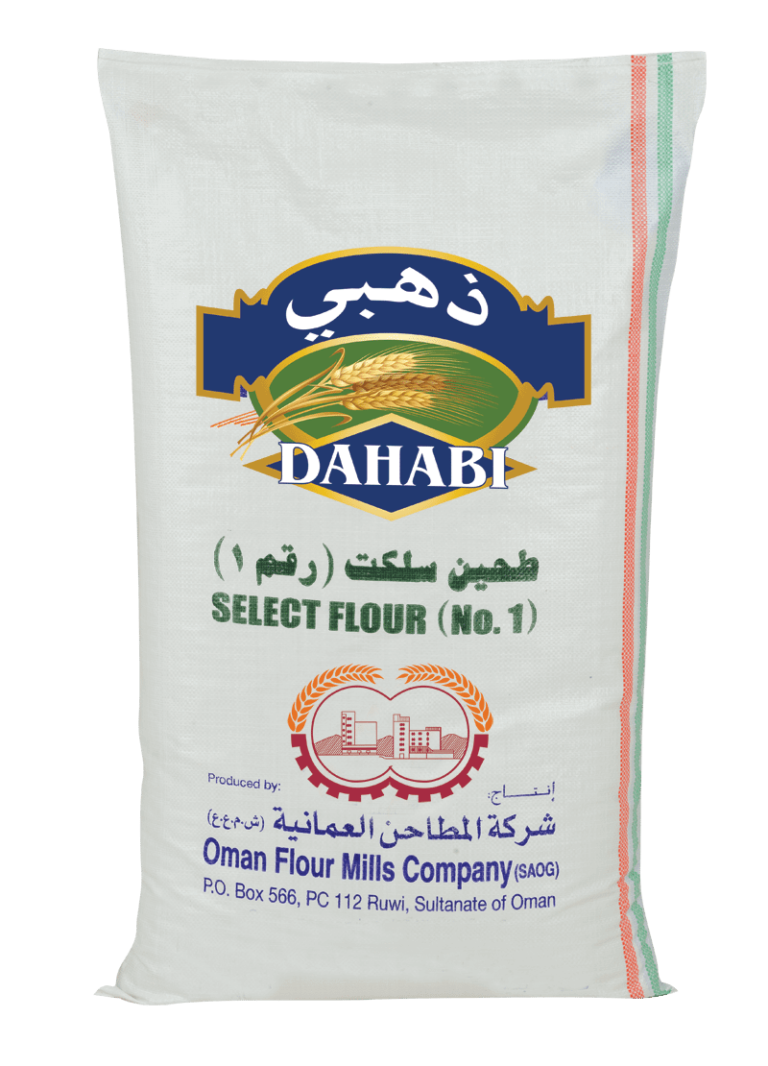 ذهبي
DAHABI
طحين سلكت (رقم ١)
SELECT FLOUR (No. 1)
Produced by:
إنتــــاج:
شركة المطاحن العمانية (ش.م.ع.ع)
Oman Flour Mills Company (SAOG)
P.O. Box 566, PC 112 Ruwi, Sultanate of Oman